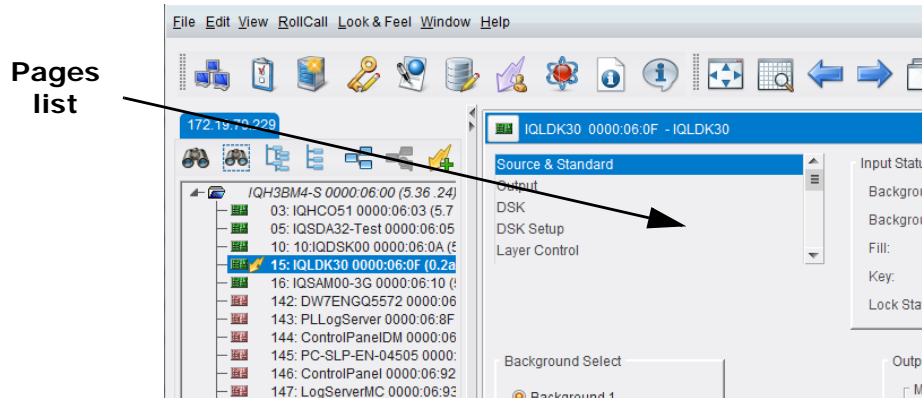 File Edit View RollCall Look & Feel Window Help
Pages
list
172.19.79.229
IQLDK30 0000:06:0F - IQLDK30
Source & Standard
Output
DSK
DSK Setup
Layer Control
Input Statu
Backgrou
Backgrou
Fill:
Key:
Lock Sta
IQH3BM4-S 0000:06:00 (5.36 .24)
03: IQHCO51 0000:06:03 (5.7
05: IQSDA32-Test 0000:06:05
10: 10:IQDSK00 0000:06:0A (5
15: IQLDK30 0000:06:0F (0.2a
16: IQSAM00-3G 0000:06:10 (
142: DW7ENGQ5572 0000:06
143: PLLogServer 0000:06:8F
144: ControlPanelDM 0000:06
145: PC-SLP-EN-04505 0000:
146: ControlPanel 0000:06:92
147: LogServerMC 0000:06:93
Background Select
Background 1
Outp
M